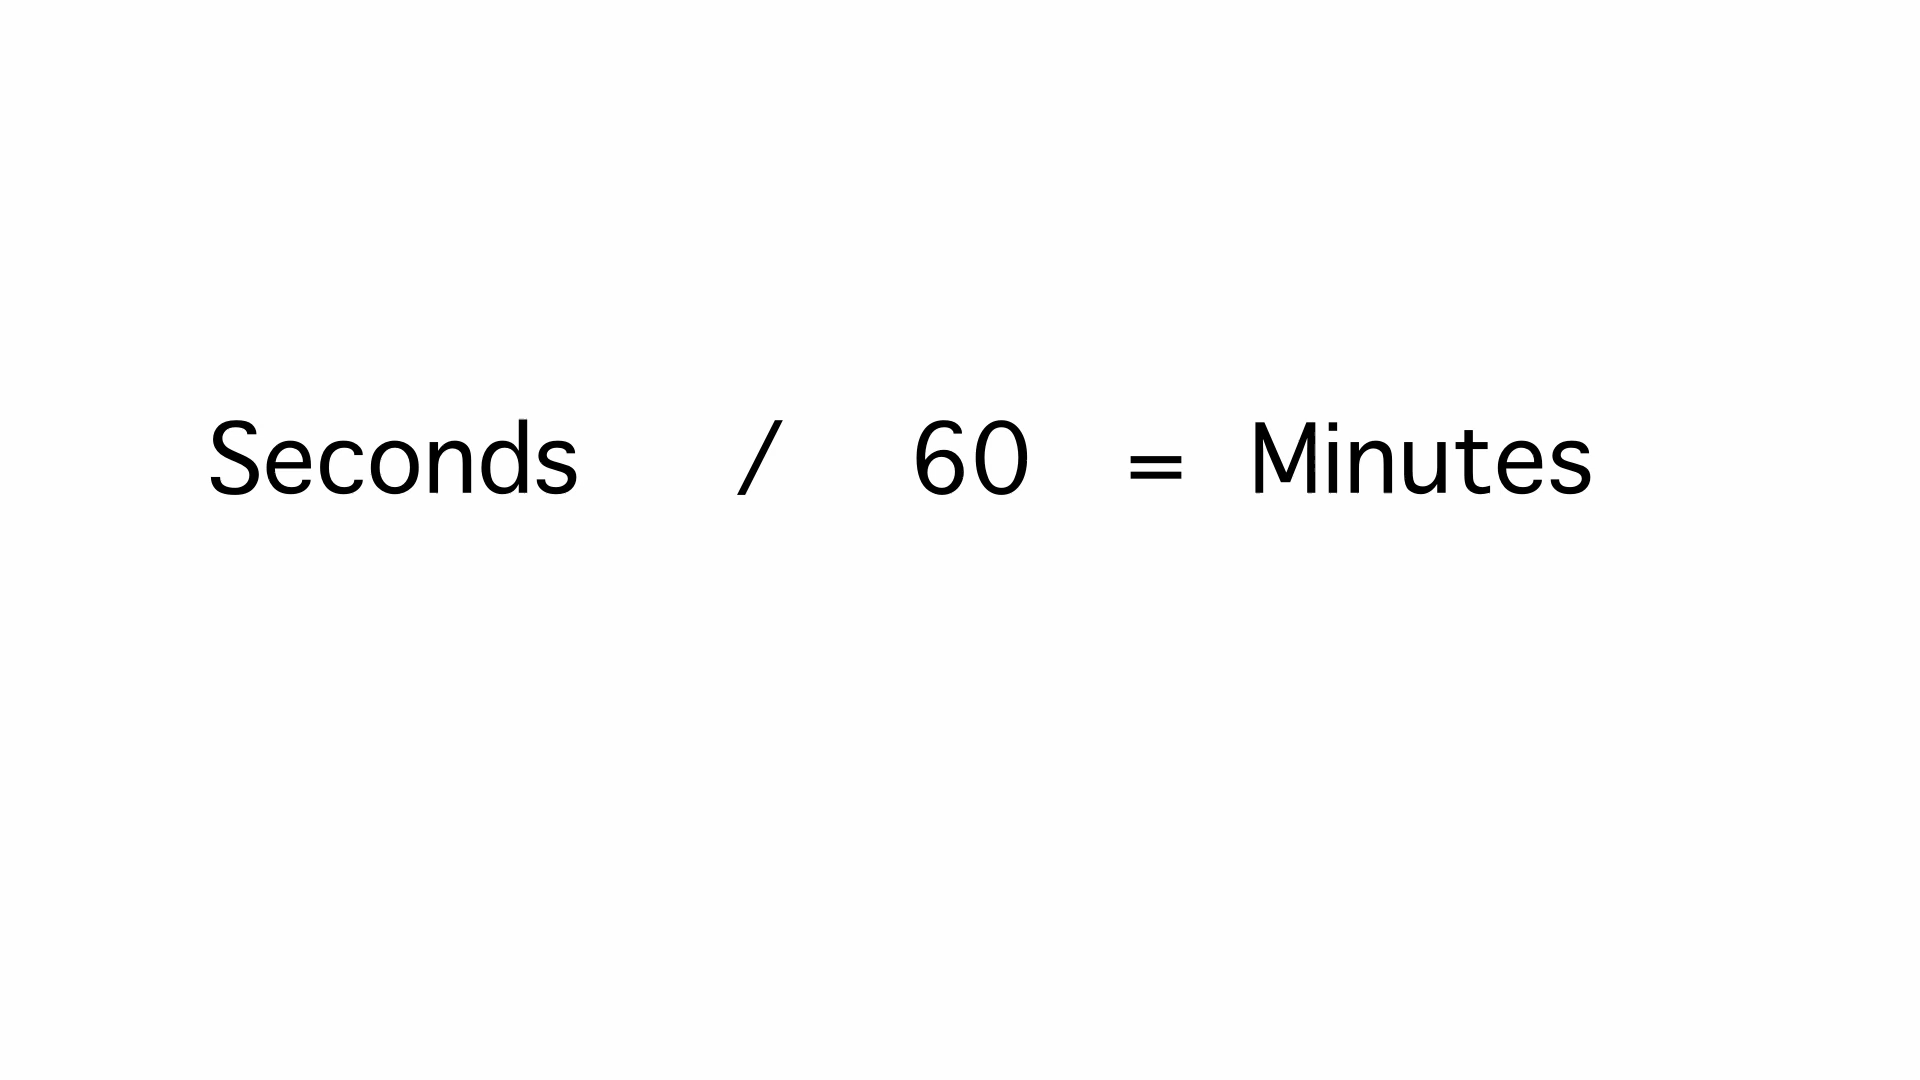 Seconds / 60 = Minutes